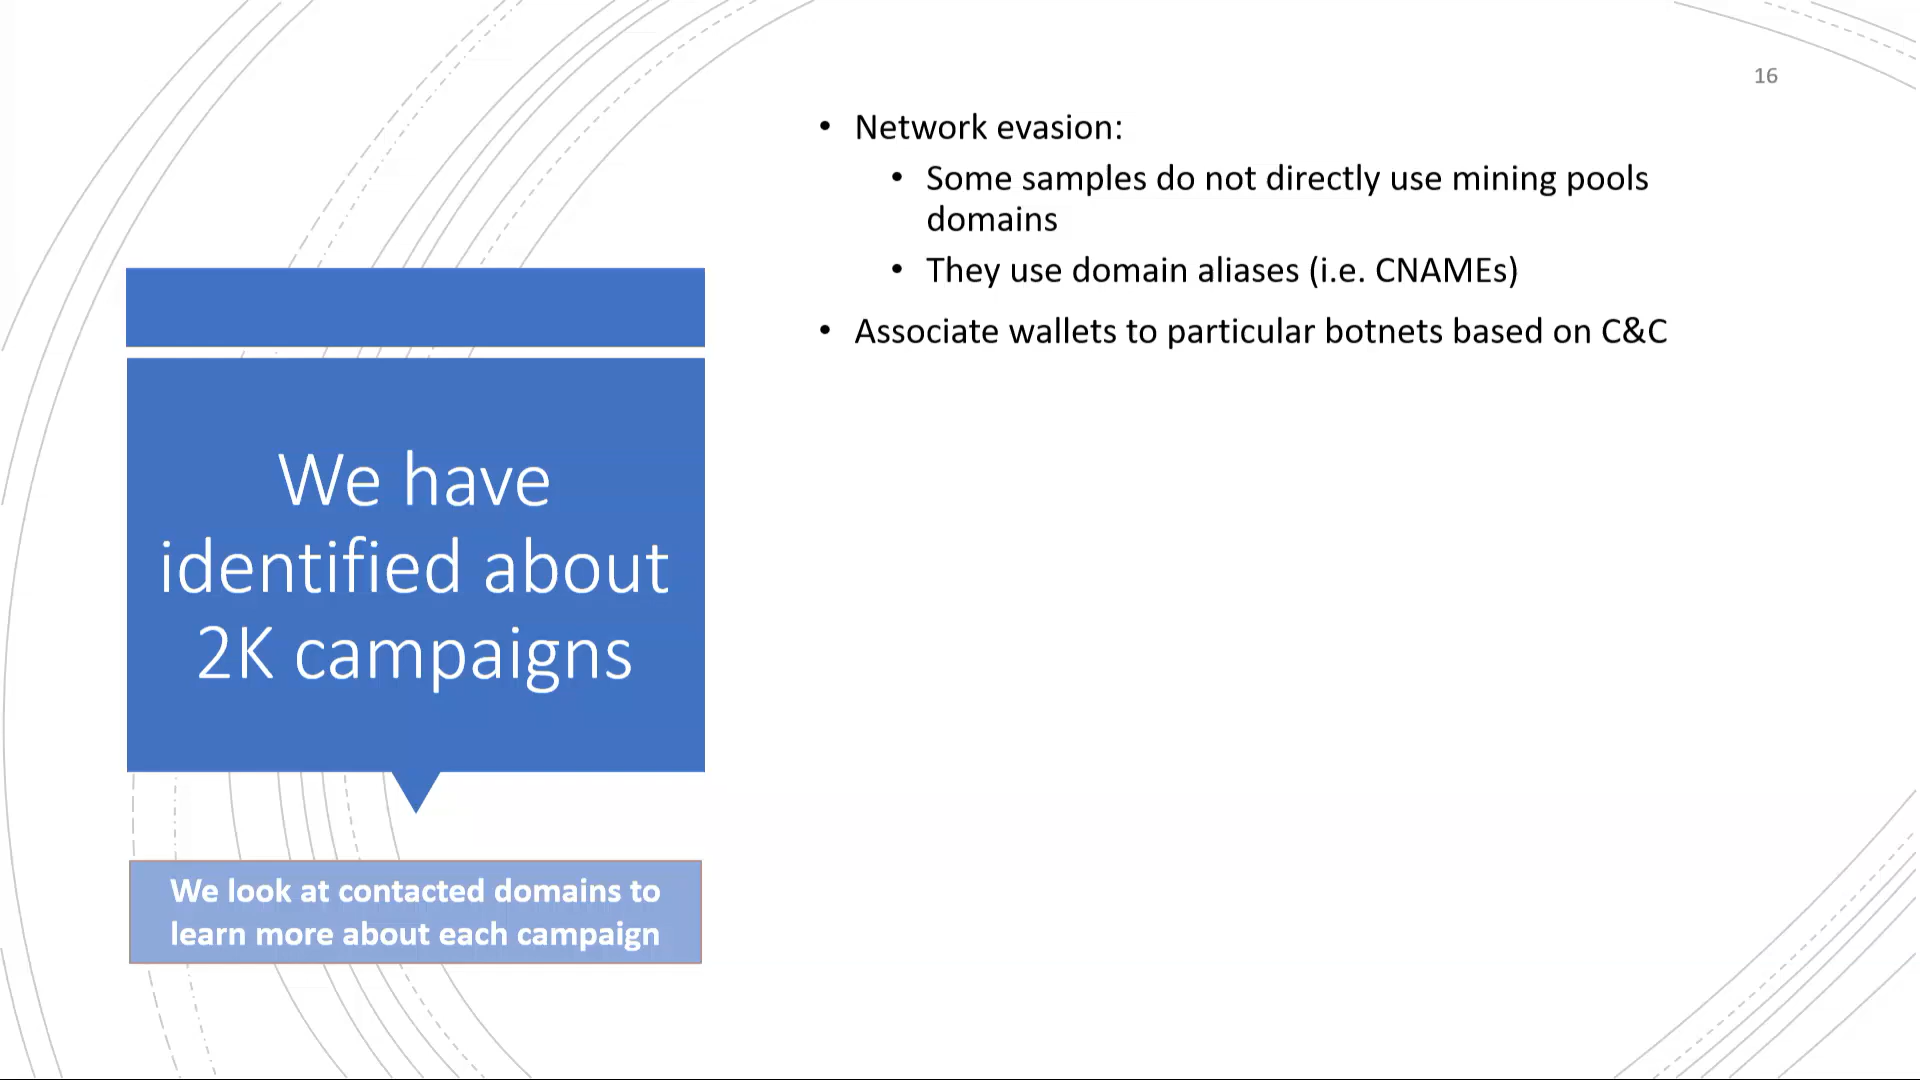 16
We have
identified about
2K campaigns
We look at contacted domains to
learn more about each campaign
• Network evasion:
• Some samples do not directly use mining pools
domains
• They use domain aliases (i.e. CNAMEs)
• Associate wallets to particular botnets based on C&C